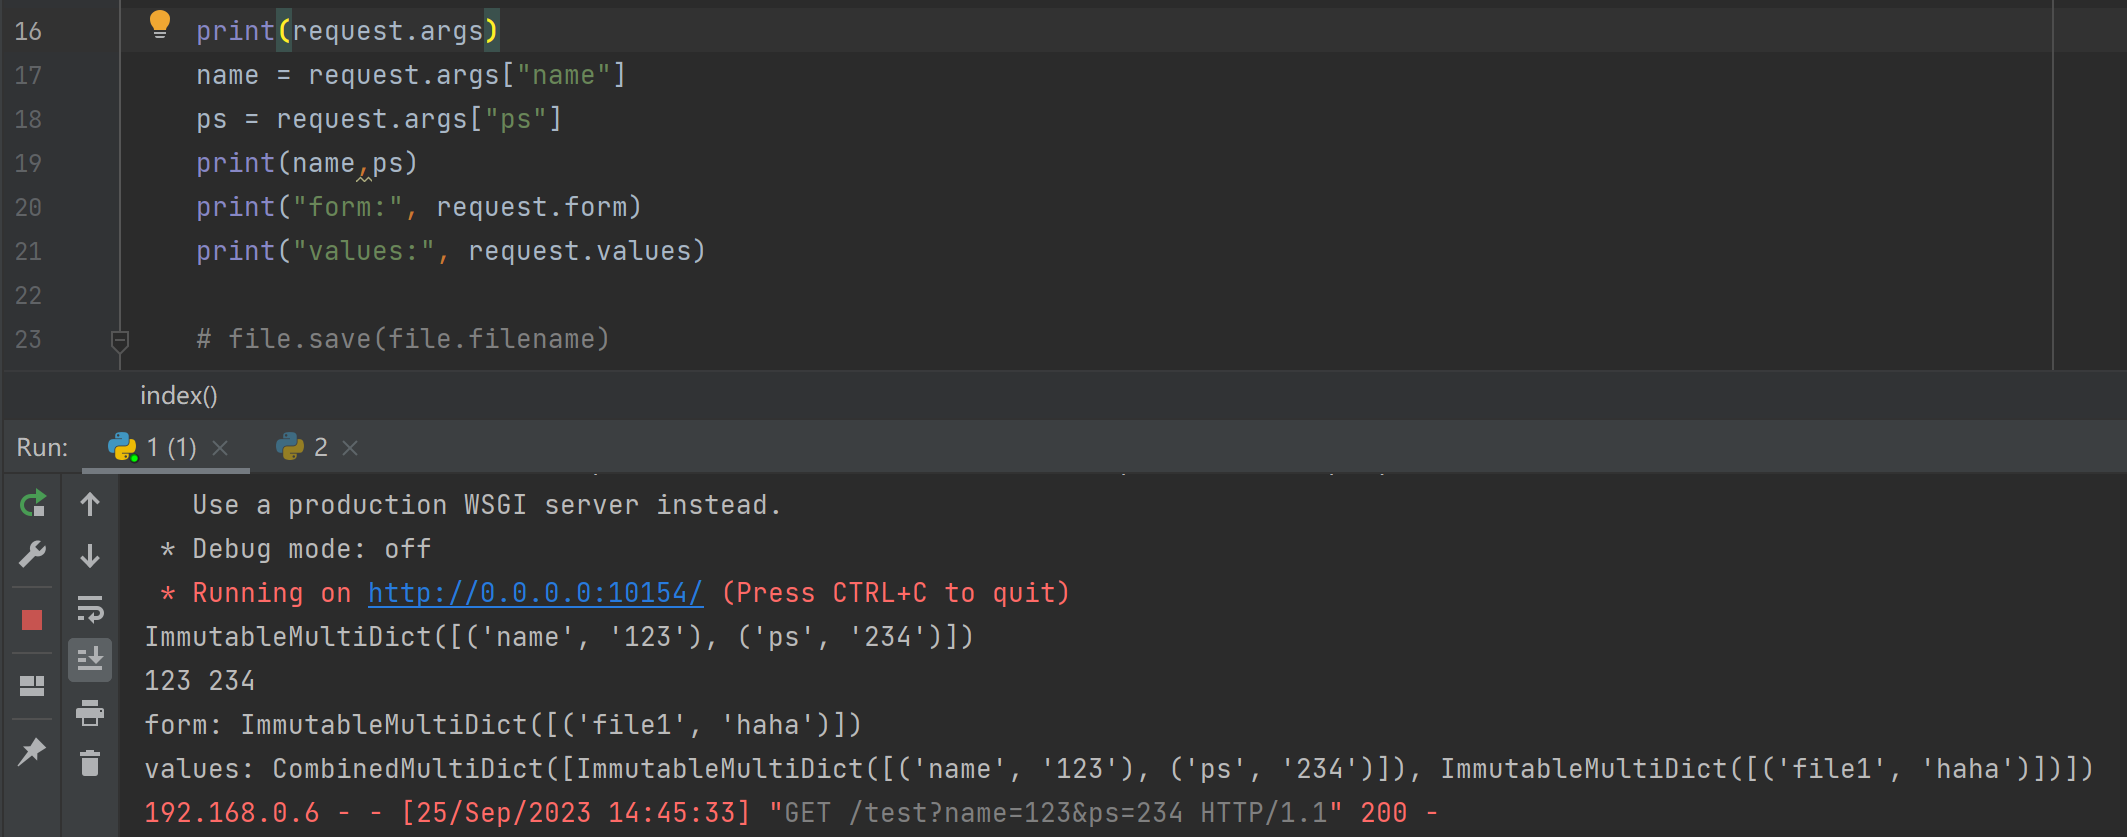 16 print(request.args)
17 name = request.args["name"]
18 ps = request.args["ps"]
19 print(name,ps)
20 print("form:", request.form)
21 print("values:", request.values)
22
23 # file.save(file.filename)
index()
Run: 1 (1) 2
Use a production WSGI server instead.
* Debug mode: off
* Running on http://0.0.0.0:10154/ (Press CTRL+C to quit)
ImmutableMultiDict([('name', '123'), ('ps', '234')])
123 234
form: ImmutableMultiDict([('file1', 'haha')])
values: CombinedMultiDict([ImmutableMultiDict([('name', '123'), ('ps', '234')]), ImmutableMultiDict([('file1', 'haha')])])
192.168.0.6 - - [25/Sep/2023 14:45:33] "GET /test?name=123&ps=234 HTTP/1.1" 200 -